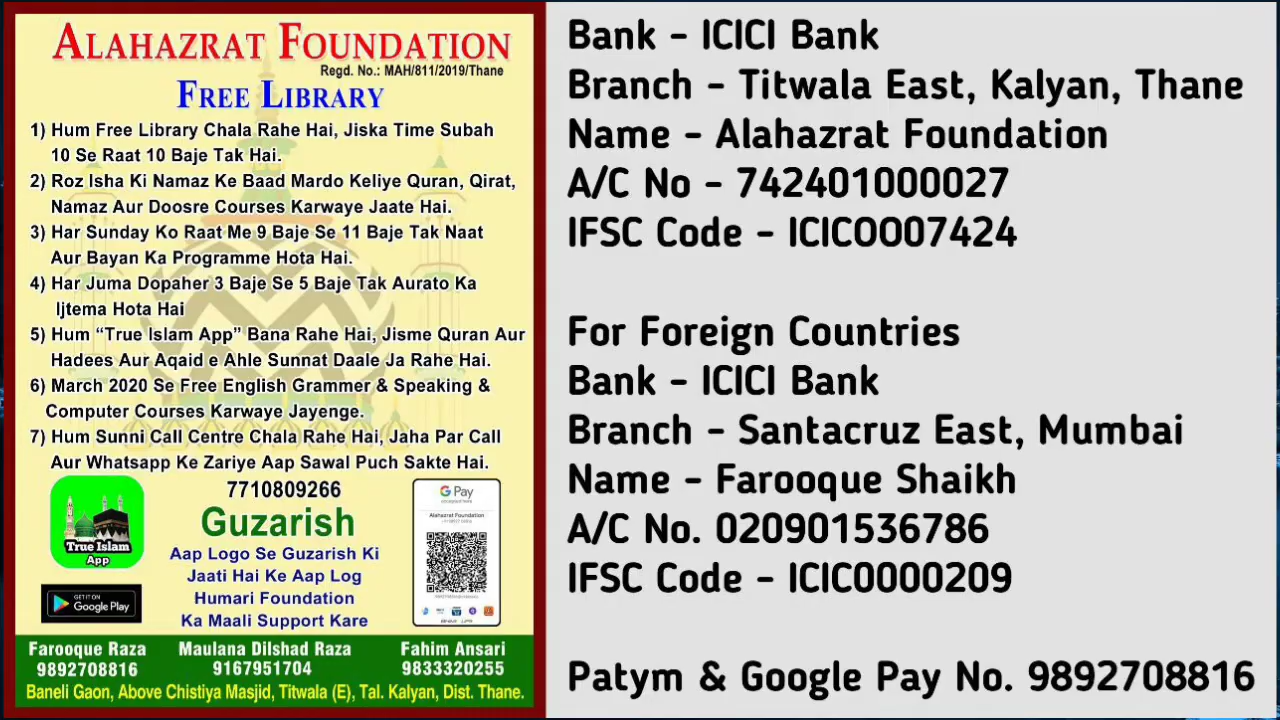 ALAHAZRAT FOUNDATION
Regd. No.: MAH/811/2019/Thane
FREE LIBRARY
1) Hum Free Library Chala Rahe Hai, Jiska Time Subah
10 Se Raat 10 Baje Tak Hai.
2) Roz Isha Ki Namaz Ke Baad Mardo Keliye Quran, Qirat,
Namaz Aur Doosre Courses Karwaye Jaate Hai.
3) Har Sunday Ko Raat Me 9 Baje Se 11 Baje Tak Naat
Aur Bayan Ka Programme Hota Hai.
4) Har Juma Dopaher 3 Baje Se 5 Baje Tak Aurato Ka
Ijtema Hota Hai
5) Hum “True Islam App” Bana Rahe Hai, Jisme Quran Aur
Hadees Aur Aqaid e Ahle Sunnat Daale Ja Rahe Hai.
6) March 2020 Se Free English Grammer & Speaking &
Computer Courses Karwaye Jayenge.
7) Hum Sunni Call Centre Chala Rahe Hai, Jaha Par Call
Aur Whatsapp Ke Zariye Aap Sawal Puch Sakte Hai.
7710809266
Guzarish
Aap Logo Se Guzarish Ki
Jaati Hai Ke Aap Log
Humari Foundation
Ka Maali Support Kare
True Islam
App
GET IT ON
Google Play
G Pay
Alahazrat Foundation
Farooque Raza
9892708816
Maulana Dilshad Raza
9167951704
Fahim Ansari
9833320255
Baneli Gaon, Above Chistiya Masjid, Titwala (E), Tal. Kalyan, Dist. Thane.
Bank - ICICI Bank
Branch - Titwala East, Kalyan, Thane
Name - Alahazrat Foundation
A/C No - 742401000027
IFSC Code - ICICOOO7424
For Foreign Countries
Bank - ICICI Bank
Branch - Santacruz East, Mumbai
Name - Farooque Shaikh
A/C No. 020901536786
IFSC Code - ICIC0000209
Patym & Google Pay No. 9892708816